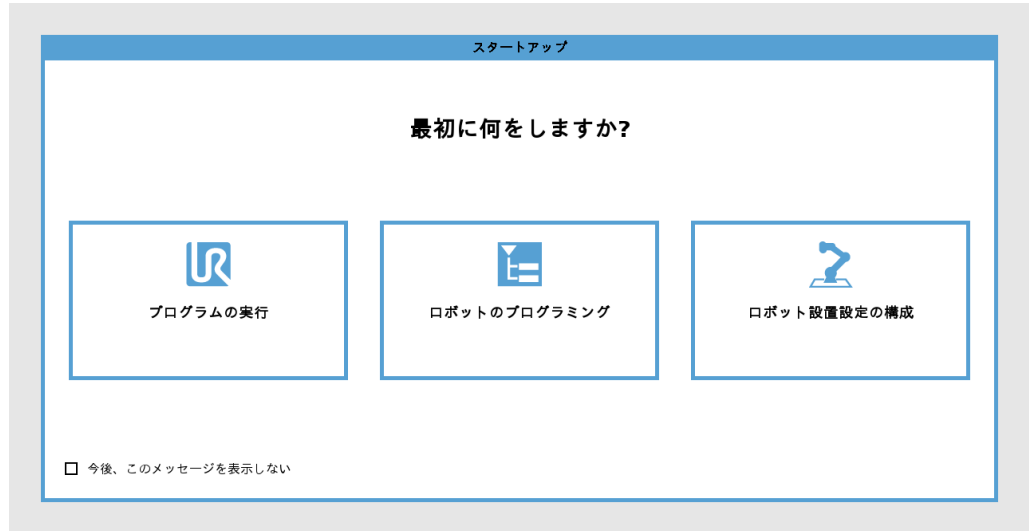 スタートアップ
最初に何をしますか?
UR
プログラムの実行
ロボットのプログラミング
ロボット設置設定の構成
今後、このメッセージを表示しない